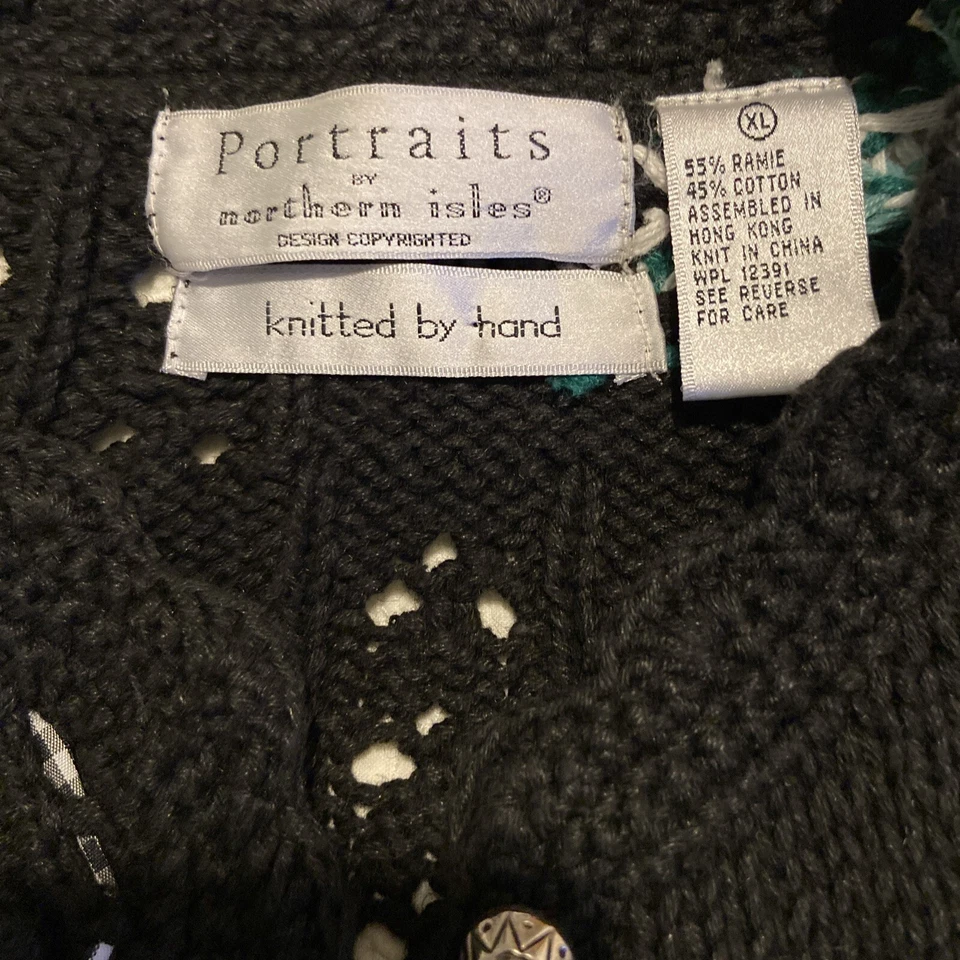 Portraits
BY
northern isles®
DESIGN COPYRIGHTED
knitted by hand
XL
55% RAMIE
45% COTTON
ASSEMBLED IN
HONG KONG
KNIT IN CHINA
WPL 12391
SEE REVERSE
FOR CARE